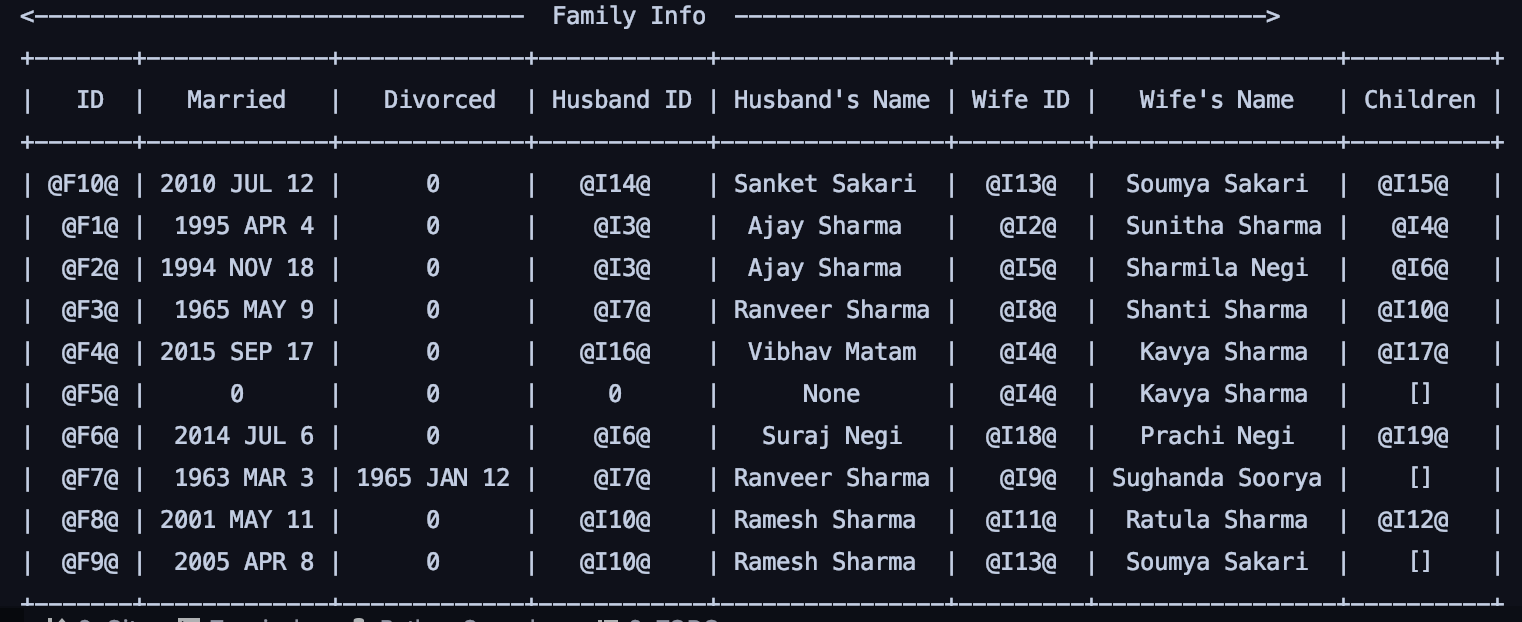 <—————————————————————————————————— Family Info ——————————————————————————————————————>
+-------+-------------+-------------+------------+----------------+---------+----------------+----------+
| ID | Married | Divorced | Husband ID | Husband's Name | Wife ID | Wife's Name | Children |
+-------+-------------+-------------+------------+----------------+---------+----------------+----------+
| @F10@ | 2010 JUL 12 | 0 | @I14@ | Sanket Sakari | @I13@ | Soumya Sakari | @I15@ |
| @F1@ | 1995 APR 4 | 0 | @I3@ | Ajay Sharma | @I2@ | Sunitha Sharma | @I4@ |
| @F2@ | 1994 NOV 18 | 0 | @I3@ | Ajay Sharma | @I5@ | Sharmila Negi | @I6@ |
| @F3@ | 1965 MAY 9 | 0 | @I7@ | Ranveer Sharma | @I8@ | Shanti Sharma | @I10@ |
| @F4@ | 2015 SEP 17 | 0 | @I16@ | Vibhav Matam | @I4@ | Kavya Sharma | @I17@ |
| @F5@ | 0 | 0 | 0 | None | @I4@ | Kavya Sharma | [] |
| @F6@ | 2014 JUL 6 | 0 | @I6@ | Suraj Negi | @I18@ | Prachi Negi | @I19@ |
| @F7@ | 1963 MAR 3 | 1965 JAN 12 | @I7@ | Ranveer Sharma | @I9@ | Sughanda Soorya | [] |
| @F8@ | 2001 MAY 11 | 0 | @I10@ | Ramesh Sharma | @I11@ | Ratula Sharma | @I12@ |
| @F9@ | 2005 APR 8 | 0 | @I10@ | Ramesh Sharma | @I13@ | Soumya Sakari | [] |
+-------+-------------+-------------+------------+----------------+---------+----------------+----------+